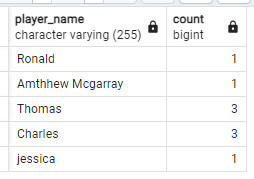 player_name count
character varying (255) bigint
Ronald 1
Amthhew Mcgarray 1
Thomas 3
Charles 3
jessica 1